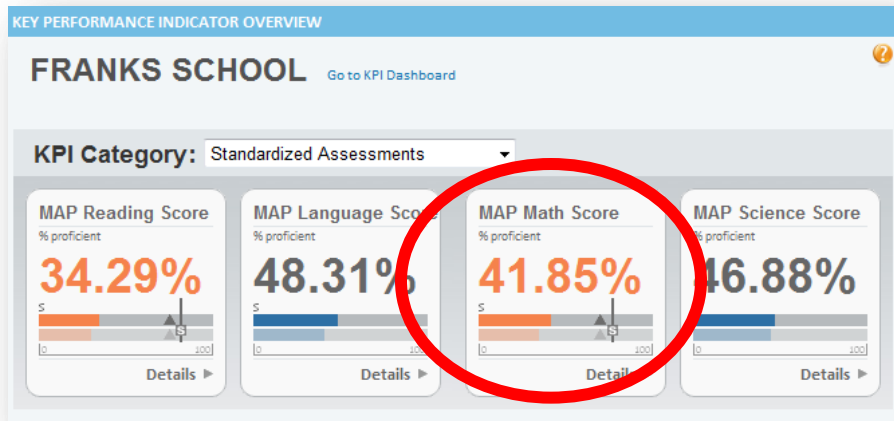 KEY PERFORMANCE INDICATOR OVERVIEW
?
FRANKS SCHOOL Go to KPI Dashboard
KPI Category: Standardized Assessments
MAP Reading Score
% proficient
34.29%
S
S
0 100
Details
MAP Language Score
% proficient
48.31%
S
0 100
Details
MAP Math Score
% proficient
41.85%
S
S
0 100
Details
MAP Science Score
% proficient
46.88%
0 100
Details